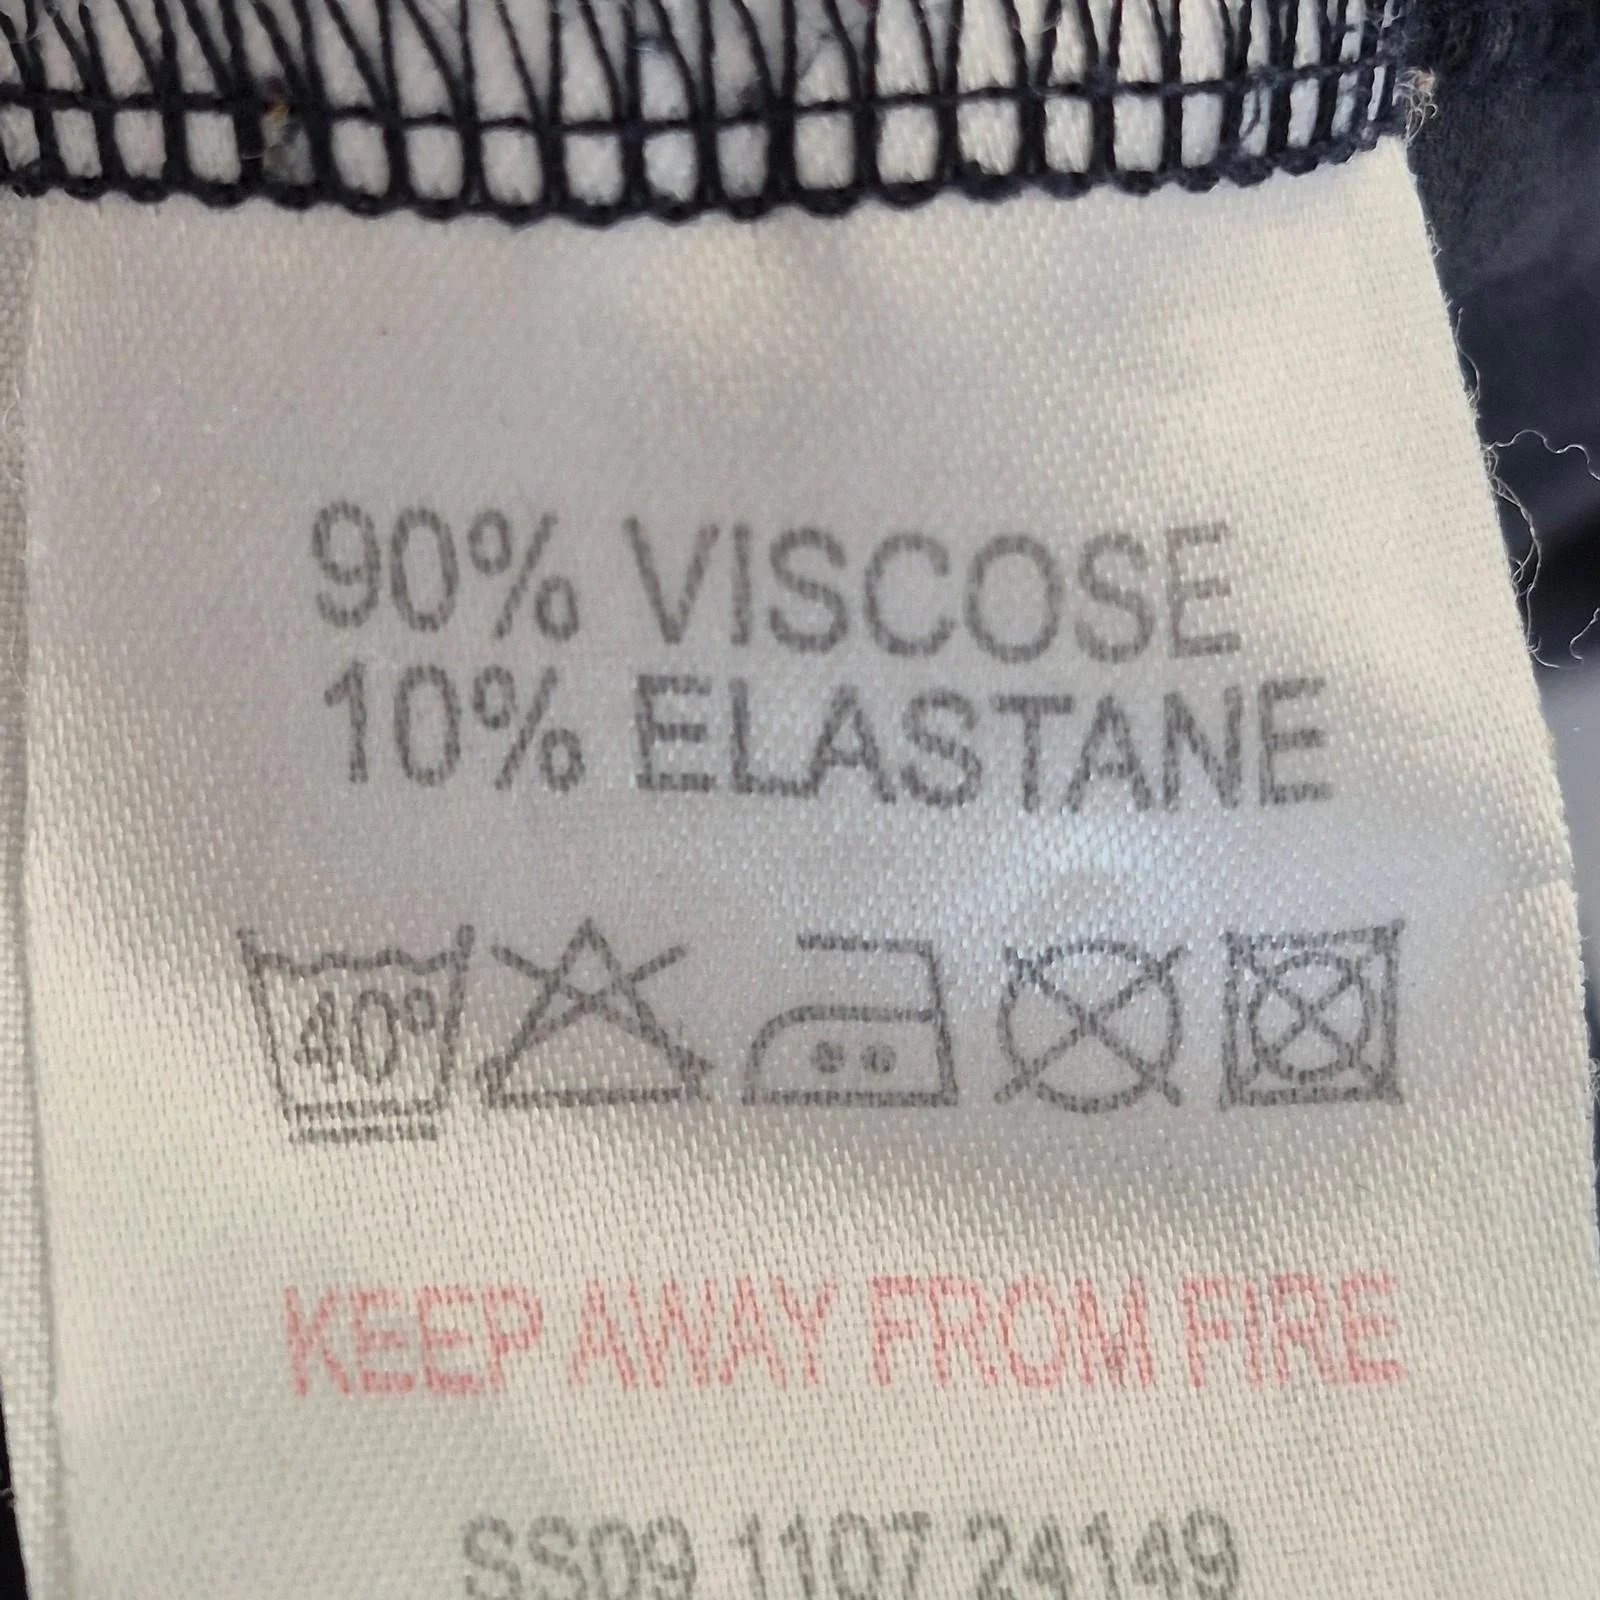 90% VISCOSE
10% ELASTANE
40°
KEEP AWAY FROM FIRE
SS09 1107 24149